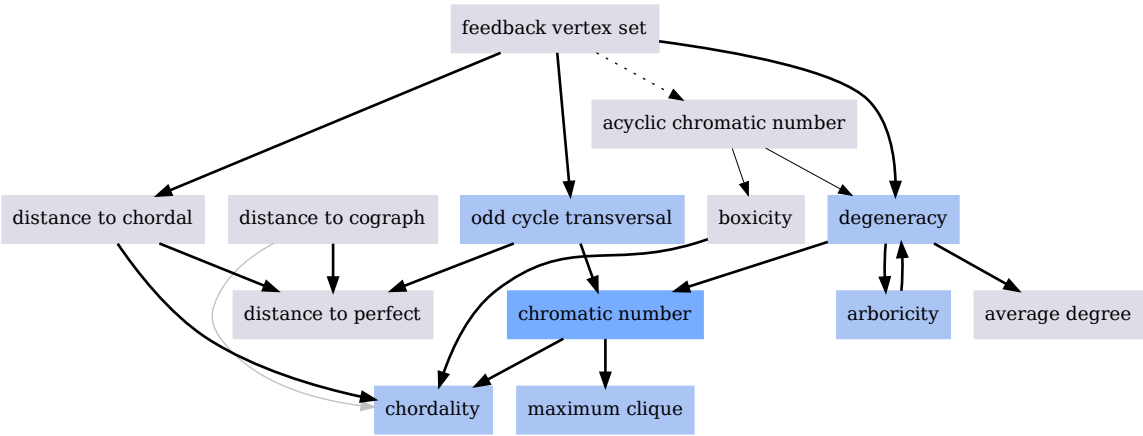 feedback vertex set
acyclic chromatic number
distance to chordal
distance to cograph
odd cycle transversal
boxicity
degeneracy
distance to perfect
chromatic number
arboricity
average degree
chordality
maximum clique